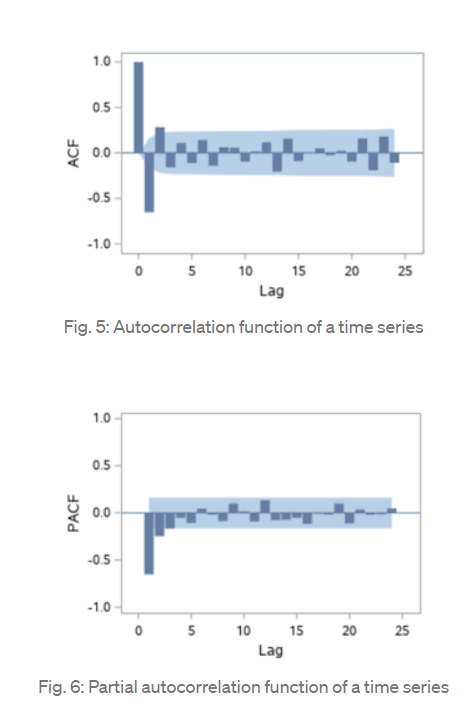 1.0
0.5
0.0
-0.5
-1.0
ACF
0 5 10 15 20 25
Lag
Fig. 5: Autocorrelation function of a time series
1.0
0.5
0.0
-0.5
-1.0
PACF
0 5 10 15 20 25
Lag
Fig. 6: Partial autocorrelation function of a time series